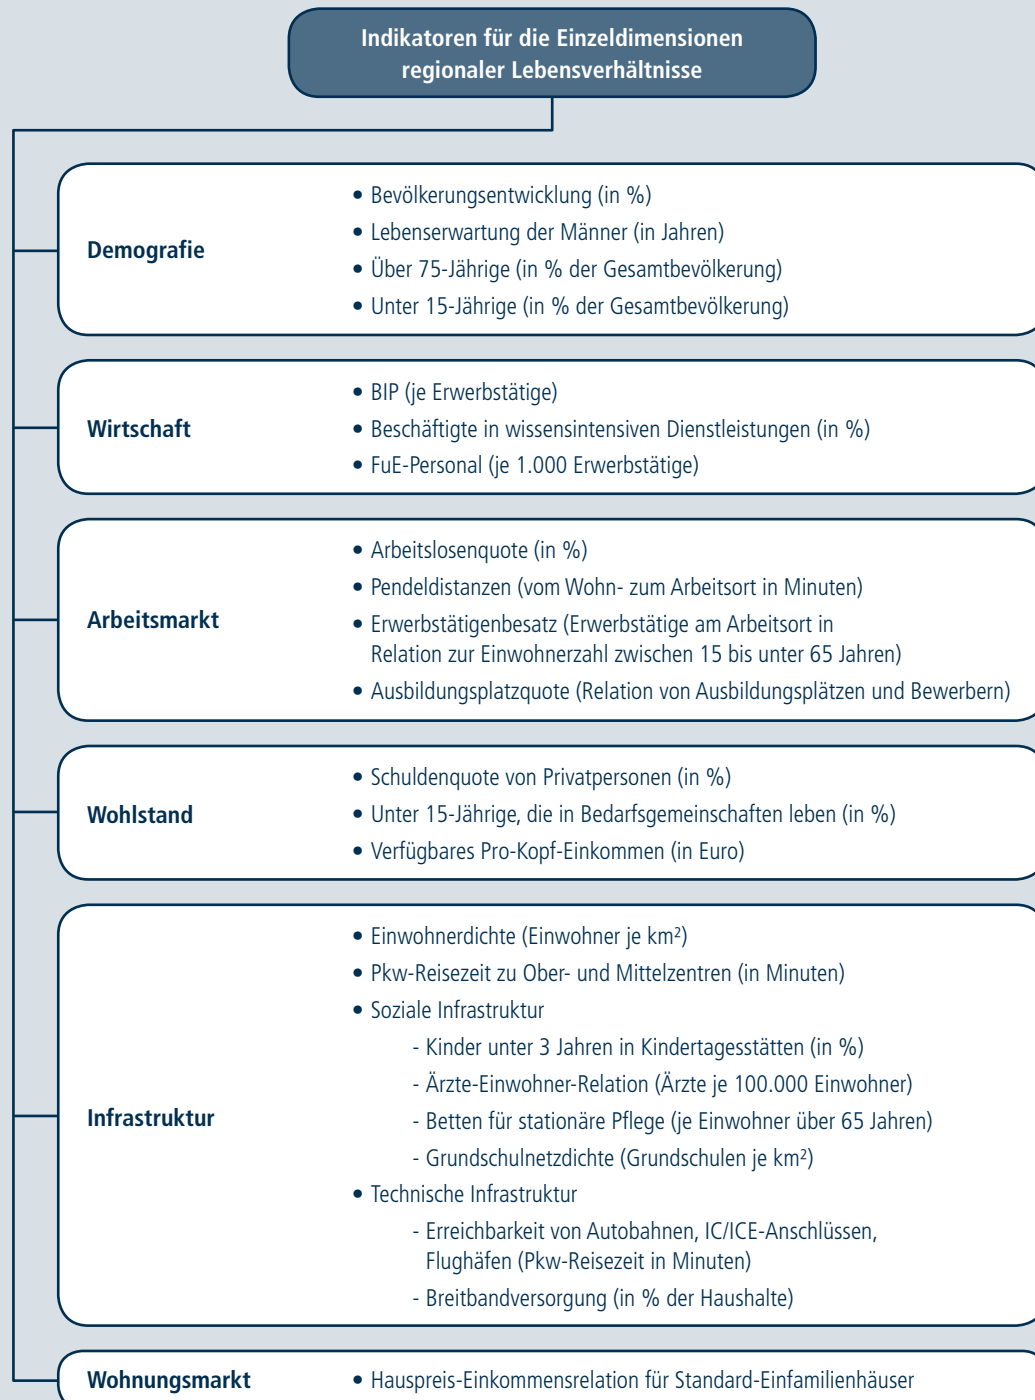 Indikatoren für die Einzeldimensionen
regionaler Lebensverhältnisse
Demografie
• Bevölkerungsentwicklung (in %)
• Lebenserwartung der Männer (in Jahren)
• Über 75-Jährige (in % der Gesamtbevölkerung)
• Unter 15-Jährige (in % der Gesamtbevölkerung)
Wirtschaft
• BIP (je Erwerbstätige)
• Beschäftigte in wissensintensiven Dienstleistungen (in %)
• FuE-Personal (je 1.000 Erwerbstätige)
Arbeitsmarkt
• Arbeitslosenquote (in %)
• Pendeldistanzen (vom Wohn- zum Arbeitsort in Minuten)
• Erwerbstätigenbesatz (Erwerbstätige am Arbeitsort in
Relation zur Einwohnerzahl zwischen 15 bis unter 65 Jahren)
• Ausbildungsplatzquote (Relation von Ausbildungsplätzen und Bewerbern)
Wohlstand
• Schuldenquote von Privatpersonen (in %)
• Unter 15-Jährige, die in Bedarfsgemeinschaften leben (in %)
• Verfügbares Pro-Kopf-Einkommen (in Euro)
Infrastruktur
• Einwohnerdichte (Einwohner je km²)
• Pkw-Reisezeit zu Ober- und Mittelzentren (in Minuten)
• Soziale Infrastruktur
- Kinder unter 3 Jahren in Kindertagesstätten (in %)
- Ärzte-Einwohner-Relation (Ärzte je 100.000 Einwohner)
- Betten für stationäre Pflege (je Einwohner über 65 Jahren)
- Grundschulnetzdichte (Grundschulen je km²)
• Technische Infrastruktur
- Erreichbarkeit von Autobahnen, IC/ICE-Anschlüssen,
Flughäfen (Pkw-Reisezeit in Minuten)
- Breitbandversorgung (in % der Haushalte)
Wohnungsmarkt
• Hauspreis-Einkommensrelation für Standard-Einfamilienhäuser